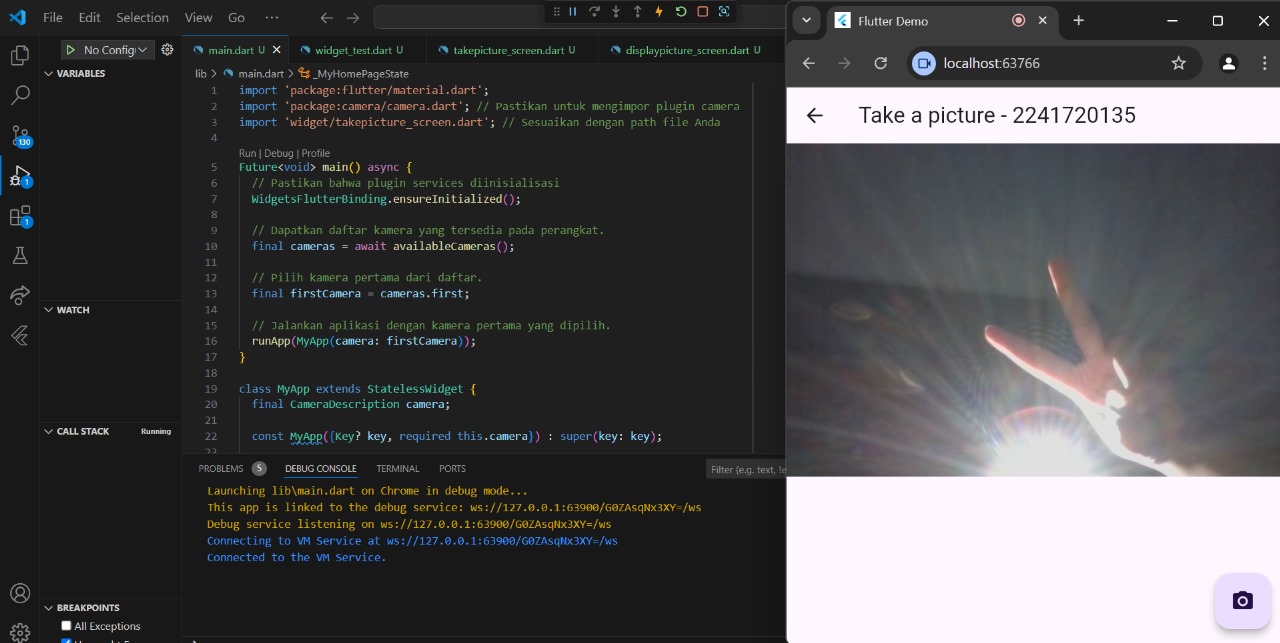 File Edit Selection View Go ...
No Config
VARIABLES
WATCH
CALL STACK Running
BREAKPOINTS
All Exceptions
130
1
1
main.dart U
widget_test.dart U
takepicture_screen.dart U
displaypicture_screen.dart U
lib > main.dart > _MyHomePageState
1 import 'package:flutter/material.dart';
2 import 'package:camera/camera.dart'; // Pastikan untuk mengimpor plugin camera
3 import 'widget/takepicture_screen.dart'; // Sesuaikan dengan path file Anda
4
Run | Debug | Profile
5 Future<void> main() async {
6 // Pastikan bahwa plugin services diinisialisasi
7 WidgetsFlutterBinding.ensureInitialized();
8
9 // Dapatkan daftar kamera yang tersedia pada perangkat.
10 final cameras = await availableCameras();
11
12 // Pilih kamera pertama dari daftar.
13 final firstCamera = cameras.first;
14
15 // Jalankan aplikasi dengan kamera pertama yang dipilih.
16 runApp(MyApp(camera: firstCamera));
17 }
18
19 class MyApp extends StatelessWidget {
20 final CameraDescription camera;
21
22 const MyApp({Key? key, required this.camera}) : super(key: key);
PROBLEMS 5 DEBUG CONSOLE TERMINAL PORTS
Filter (e.g. text, !e
Launching lib\main.dart on Chrome in debug mode...
This app is linked to the debug service: ws://127.0.0.1:63900/G0ZAsqNx3XY=/ws
Debug service listening on ws://127.0.0.1:63900/G0ZAsqNx3XY=/ws
Connecting to VM Service at ws://127.0.0.1:63900/G0ZAsqNx3XY=/ws
Connected to the VM Service.
Flutter Demo
localhost:63766
Take a picture - 2241720135